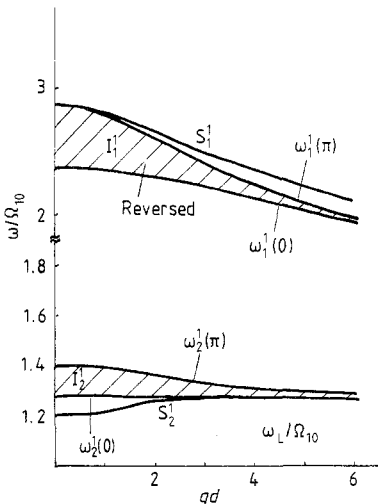 ω/Ω₁₀
3
2
1.8
1.6
1.4
1.2
S¹₁
I¹₁
ω¹₁(π)
Reversed
ω¹₁(0)
ω¹₂(π)
I¹₂
S¹₂
ω¹₂(0)
ω_L/Ω₁₀
2
4
6
qd